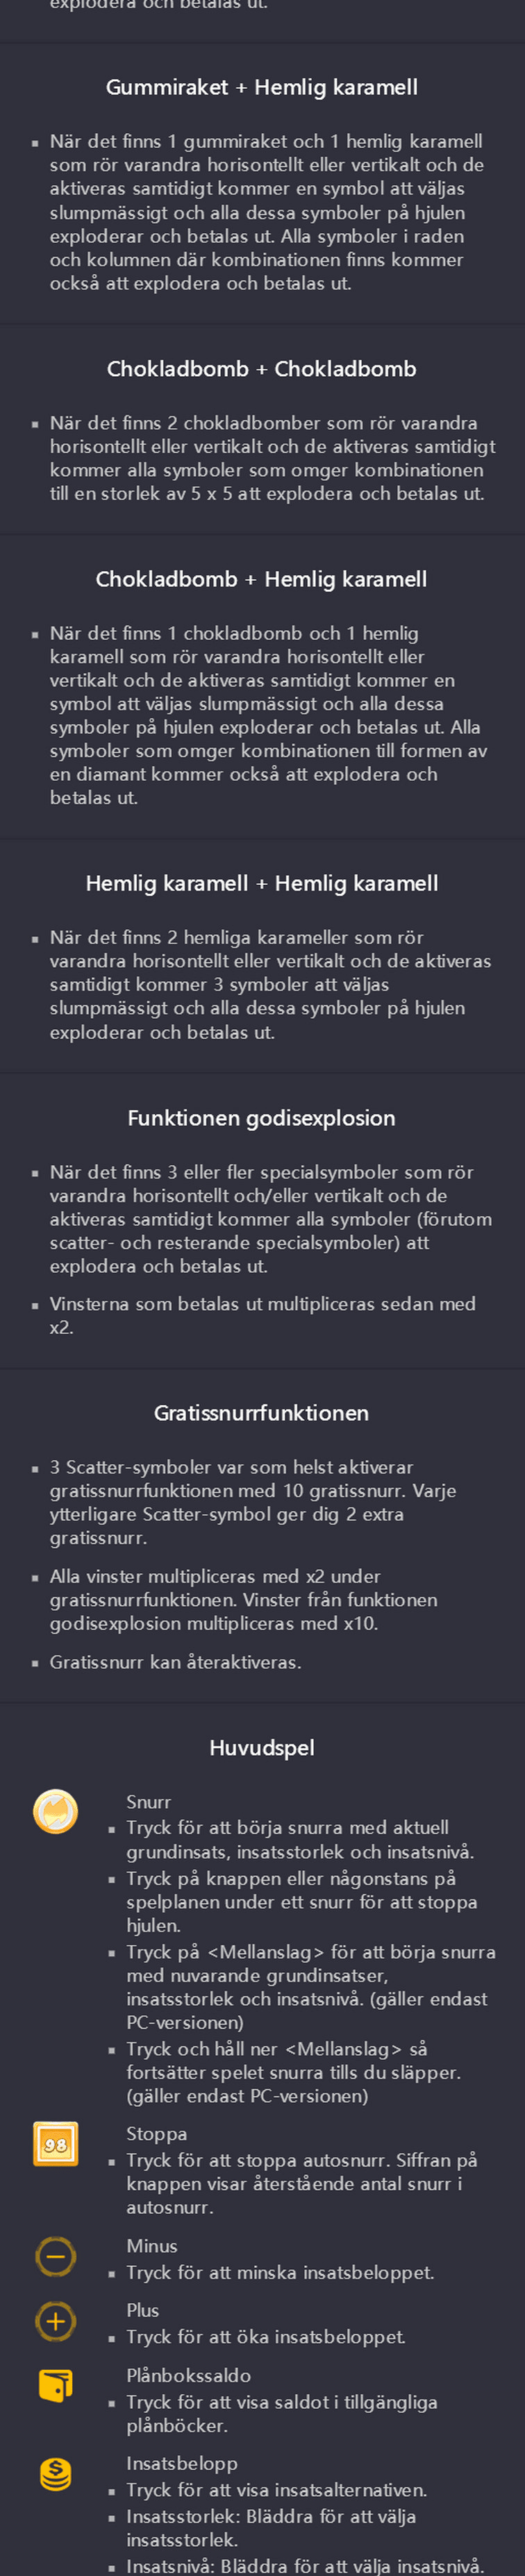 explodera och betalas ut.
Gummiraket + Hemlig karamell
När det finns 1 gummiraket och 1 hemlig karamell
som rör varandra horisontellt eller vertikalt och de
aktiveras samtidigt kommer en symbol att väljas
slumpmässigt och alla dessa symboler på hjulen
exploderar och betalas ut. Alla symboler i raden
och kolumnen där kombinationen finns kommer
också att explodera och betalas ut.
Chokladbomb + Chokladbomb
När det finns 2 chokladbomber som rör varandra
horisontellt eller vertikalt och de aktiveras samtidigt
kommer alla symboler som omger kombinationen
till en storlek av 5 x 5 att explodera och betalas ut.
Chokladbomb + Hemlig karamell
När det finns 1 chokladbomb och 1 hemlig
karamell som rör varandra horisontellt eller
vertikalt och de aktiveras samtidigt kommer en
symbol att väljas slumpmässigt och alla dessa
symboler på hjulen exploderar och betalas ut. Alla
symboler som omger kombinationen till formen av
en diamant kommer också att explodera och
betalas ut.
Hemlig karamell + Hemlig karamell
När det finns 2 hemliga karameller som rör
varandra horisontellt eller vertikalt och de aktiveras
samtidigt kommer 3 symboler att väljas
slumpmässigt och alla dessa symboler på hjulen
exploderar och betalas ut.
Funktionen godisexplosion
När det finns 3 eller fler specialsymboler som rör
varandra horisontellt och/eller vertikalt och de
aktiveras samtidigt kommer alla symboler (förutom
scatter- och resterande specialsymboler) att
explodera och betalas ut.
Vinsterna som betalas ut multipliceras sedan med
x2.
Gratissnurrfunktionen
3 Scatter-symboler var som helst aktiverar
gratissnurrfunktionen med 10 gratissnurr. Varje
ytterligare Scatter-symbol ger dig 2 extra
gratissnurr.
Alla vinster multipliceras med x2 under
gratissnurrfunktionen. Vinster från funktionen
godisexplosion multipliceras med x10.
Gratissnurr kan återaktiveras.
Huvudspel
Snurr
Tryck för att börja snurra med aktuell
grundinsats, insatsstorlek och insatsnivå.
Tryck på knappen eller någonstans på
spelplanen under ett snurr för att stoppa
hjulen.
Tryck på <Mellanslag> för att börja snurra
med nuvarande grundinsatser,
insatsstorlek och insatsnivå. (gäller endast
PC-versionen)
Tryck och håll ner <Mellanslag> så
fortsätter spelet snurra tills du släpper.
(gäller endast PC-versionen)
98
Stoppa
Tryck för att stoppa autosnurr. Siffran på
knappen visar återstående antal snurr i
autosnurr.
Minus
Tryck för att minska insatsbeloppet.
Plus
Tryck för att öka insatsbeloppet.
Plånbokssaldo
Tryck för att visa saldot i tillgängliga
plånböcker.
Insatsbelopp
Tryck för att visa insatsalternativen.
Insatsstorlek: Bläddra för att välja
insatsstorlek.
Insatsnivå: Bläddra för att välja insatsnivå.